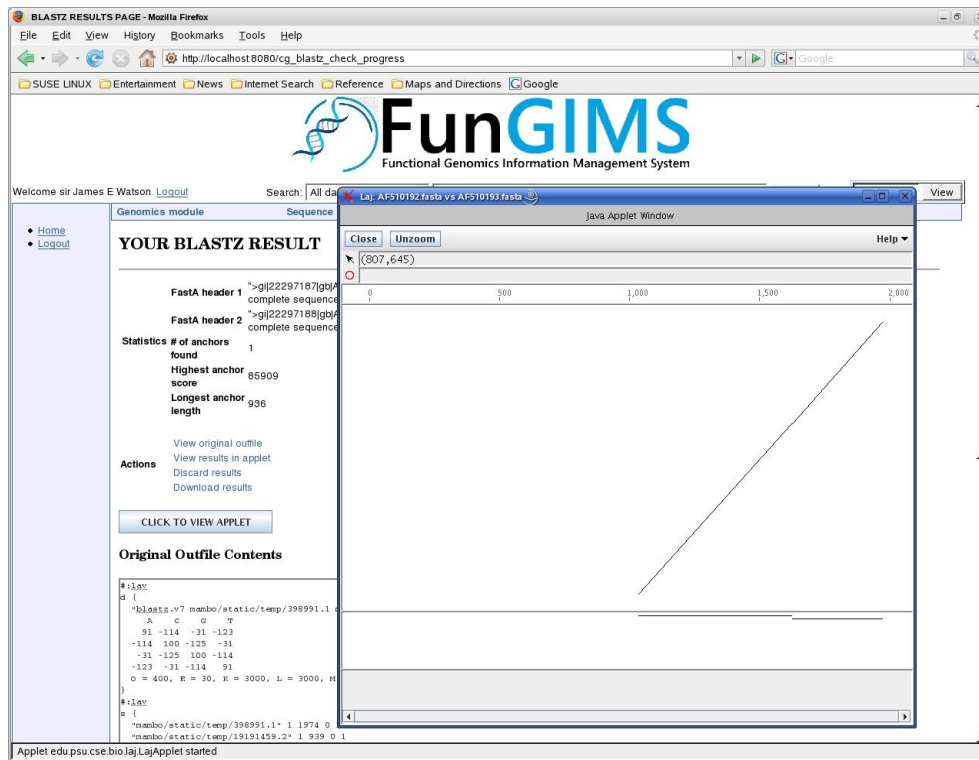 BLASTZ RESULTS PAGE - Mozilla Firefox
File Edit View History Bookmarks Tools Help
http://localhost:8080/cg_blastz_check_progress
Google
SUSE LINUX Entertainment News Internet Search Reference Maps and Directions Google
FunGIMS
Functional Genomics Information Management System
Welcome sir James E Watson. Logout
Search: All da
View
Genomics module Sequence
Home
Logout
YOUR BLASTZ RESULT
FastA header 1 ">gi|22297187|gb|A
complete sequence
FastA header 2 ">gi|22297188|gb|A
complete sequence
Statistics # of anchors found 1
Highest anchor score 85909
Longest anchor length 936
Actions
View original outfile
View results in applet
Discard results
Download results
CLICK TO VIEW APPLET
Original Outfile Contents
#:lav
d {
"blastz.v7 mambo/static/temp/398991.1
A C G T
91 -114 -31 -123
-114 100 -125 -31
-31 -125 100 -114
-123 -31 -114 91
O = 400, E = 30, K = 3000, L = 3000, M
}
#:lav
s {
"mambo/static/temp/398991.1" 1 1974 0
"mambo/static/temp/19191459.2" 1 939 0 1
Laj: AF510192.fasta vs AF510193.fasta
Java Applet Window
Close Unzoom Help
(807,645)
0 500 1,000 1,500 2,000
Applet edu.psu.cse.bio.laj.LajApplet started